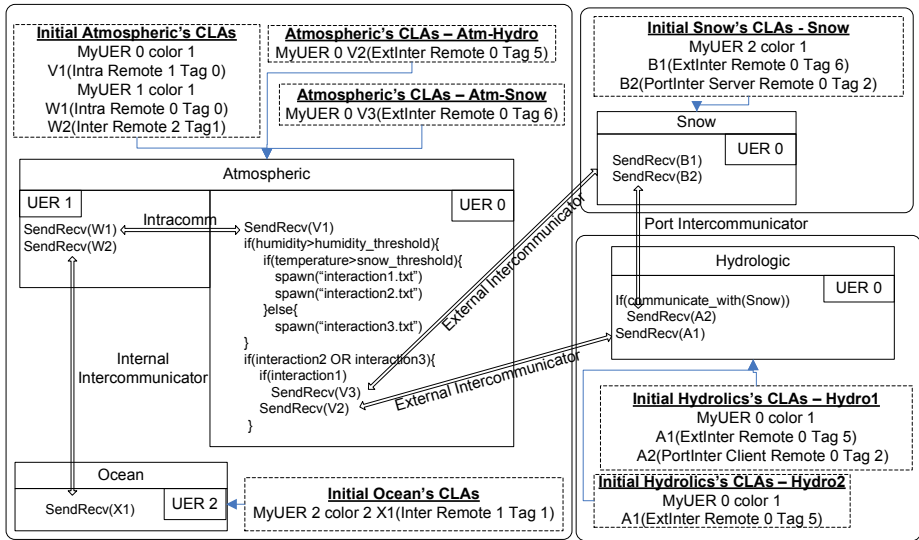 Initial Atmospheric's CLAs
MyUER 0 color 1
V1(Intra Remote 1 Tag 0)
MyUER 1 color 1
W1(Intra Remote 0 Tag 0)
W2(Inter Remote 2 Tag1)
Atmospheric's CLAs – Atm-Hydro
MyUER 0 V2(ExtInter Remote 0 Tag 5)
Atmospheric's CLAs – Atm-Snow
MyUER 0 V3(ExtInter Remote 0 Tag 6)
Initial Snow's CLAs - Snow
MyUER 2 color 1
B1(ExtInter Remote 0 Tag 6)
B2(PortInter Server Remote 0 Tag 2)
Snow
UER 0
SendRecv(B1)
SendRecv(B2)
Atmospheric
UER 1
SendRecv(W1)
SendRecv(W2)
Intracomm
UER 0
SendRecv(V1)
if(humidity>humidity_threshold){
if(temperature>snow_threshold){
spawn("interaction1.txt")
spawn("interaction2.txt")
}else{
spawn("interaction3.txt")
}
if(interaction2 OR interaction3){
if(interaction1)
SendRecv(V3)
SendRecv(V2)
}
External Intercommunicator
External Intercommunicator
Port Intercommunicator
Hydrologic
UER 0
If(communicate_with(Snow))
SendRecv(A2)
SendRecv(A1)
Internal
Intercommunicator
Initial Hydrolics's CLAs – Hydro1
MyUER 0 color 1
A1(ExtInter Remote 0 Tag 5)
A2(PortInter Client Remote 0 Tag 2)
Initial Hydrolics's CLAs – Hydro2
MyUER 0 color 1
A1(ExtInter Remote 0 Tag 5)
Ocean
SendRecv(X1)
UER 2
Initial Ocean's CLAs
MyUER 2 color 2 X1(Inter Remote 1 Tag 1)